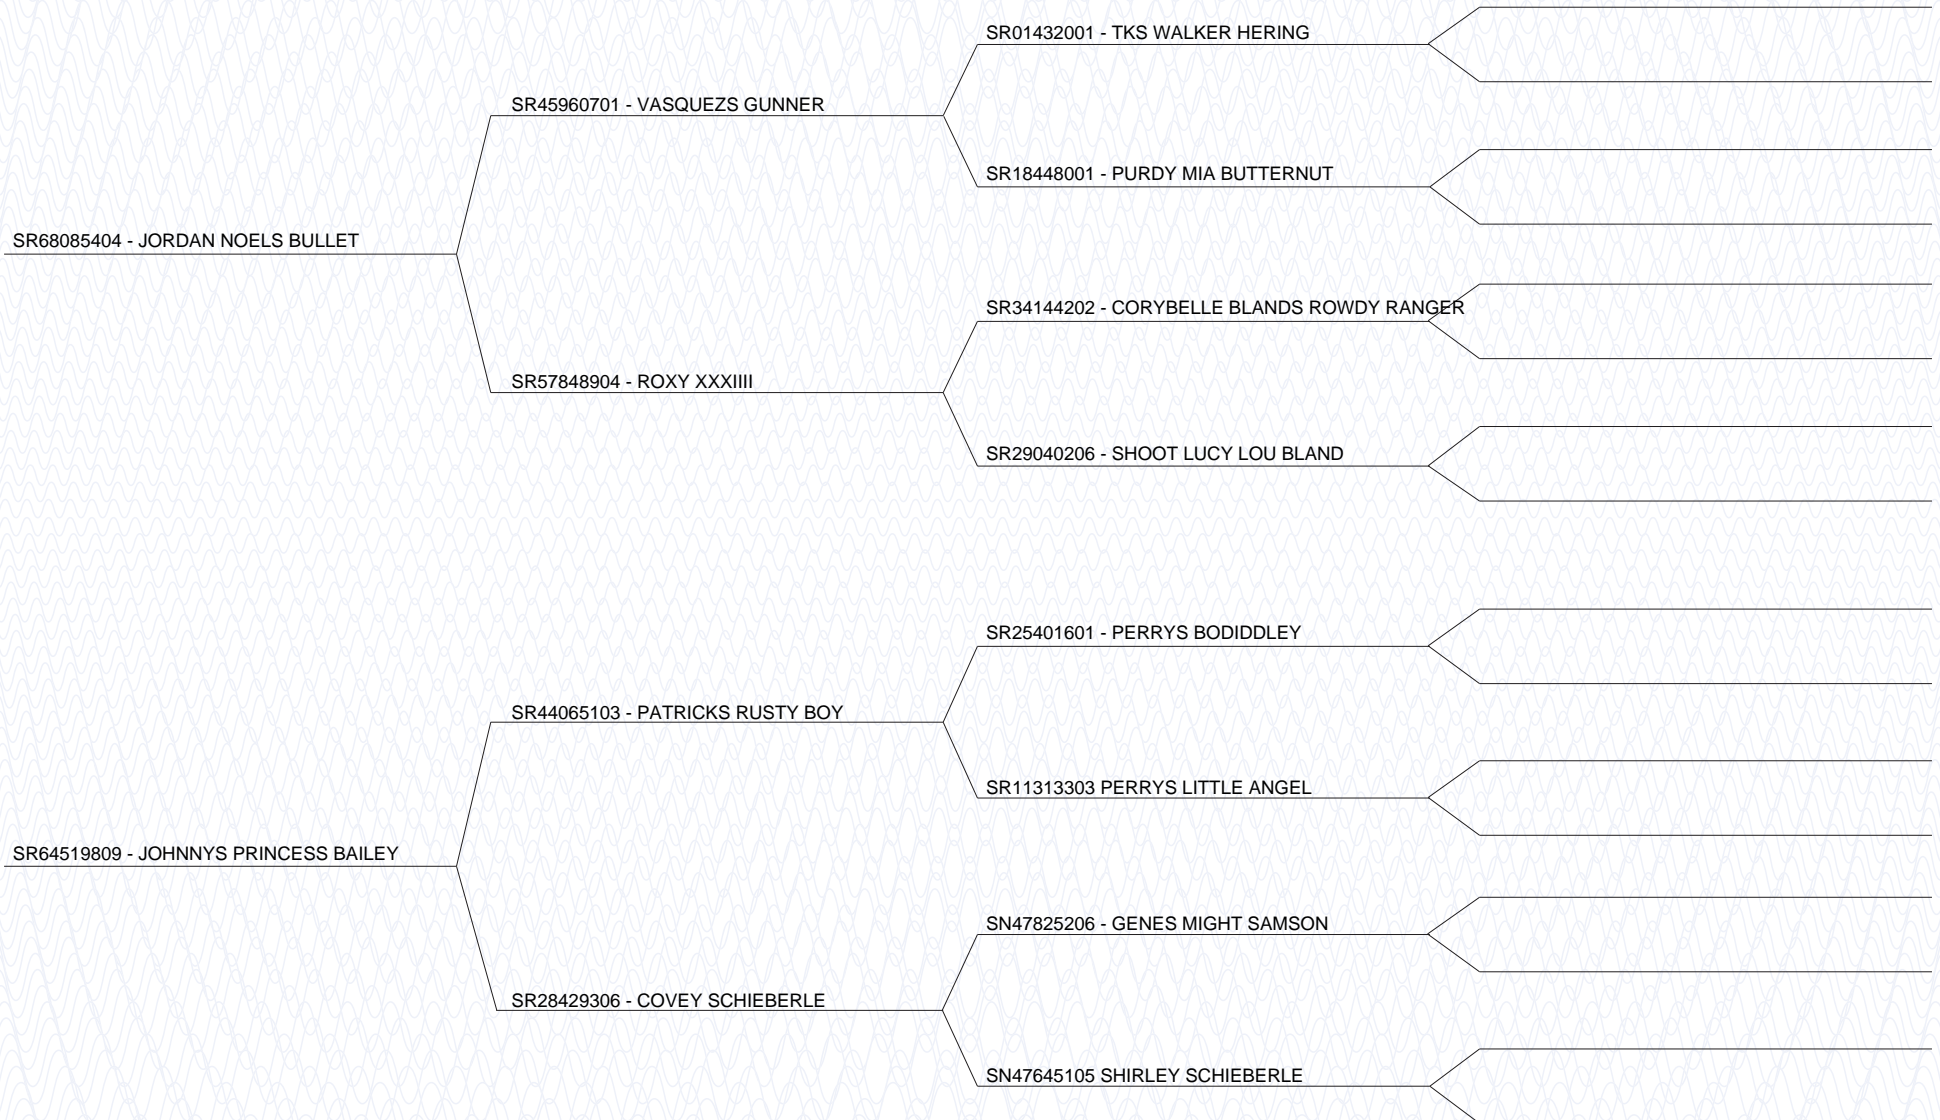 SR01432001 - TKS WALKER HERING
SR45960701 - VASQUEZS GUNNER
SR18448001 - PURDY MIA BUTTERNUT
SR68085404 - JORDAN NOELS BULLET
SR34144202 - CORYBELLE BLANDS ROWDY RANGER
SR57848904 - ROXY XXXIIII
SR29040206 - SHOOT LUCY LOU BLAND
SR25401601 - PERRYS BODIDDLEY
SR44065103 - PATRICKS RUSTY BOY
SR11313303 PERRYS LITTLE ANGEL
SR64519809 - JOHNNYS PRINCESS BAILEY
SN47825206 - GENES MIGHT SAMSON
SR28429306 - COVEY SCHIEBERLE
SN47645105 SHIRLEY SCHIEBERLE